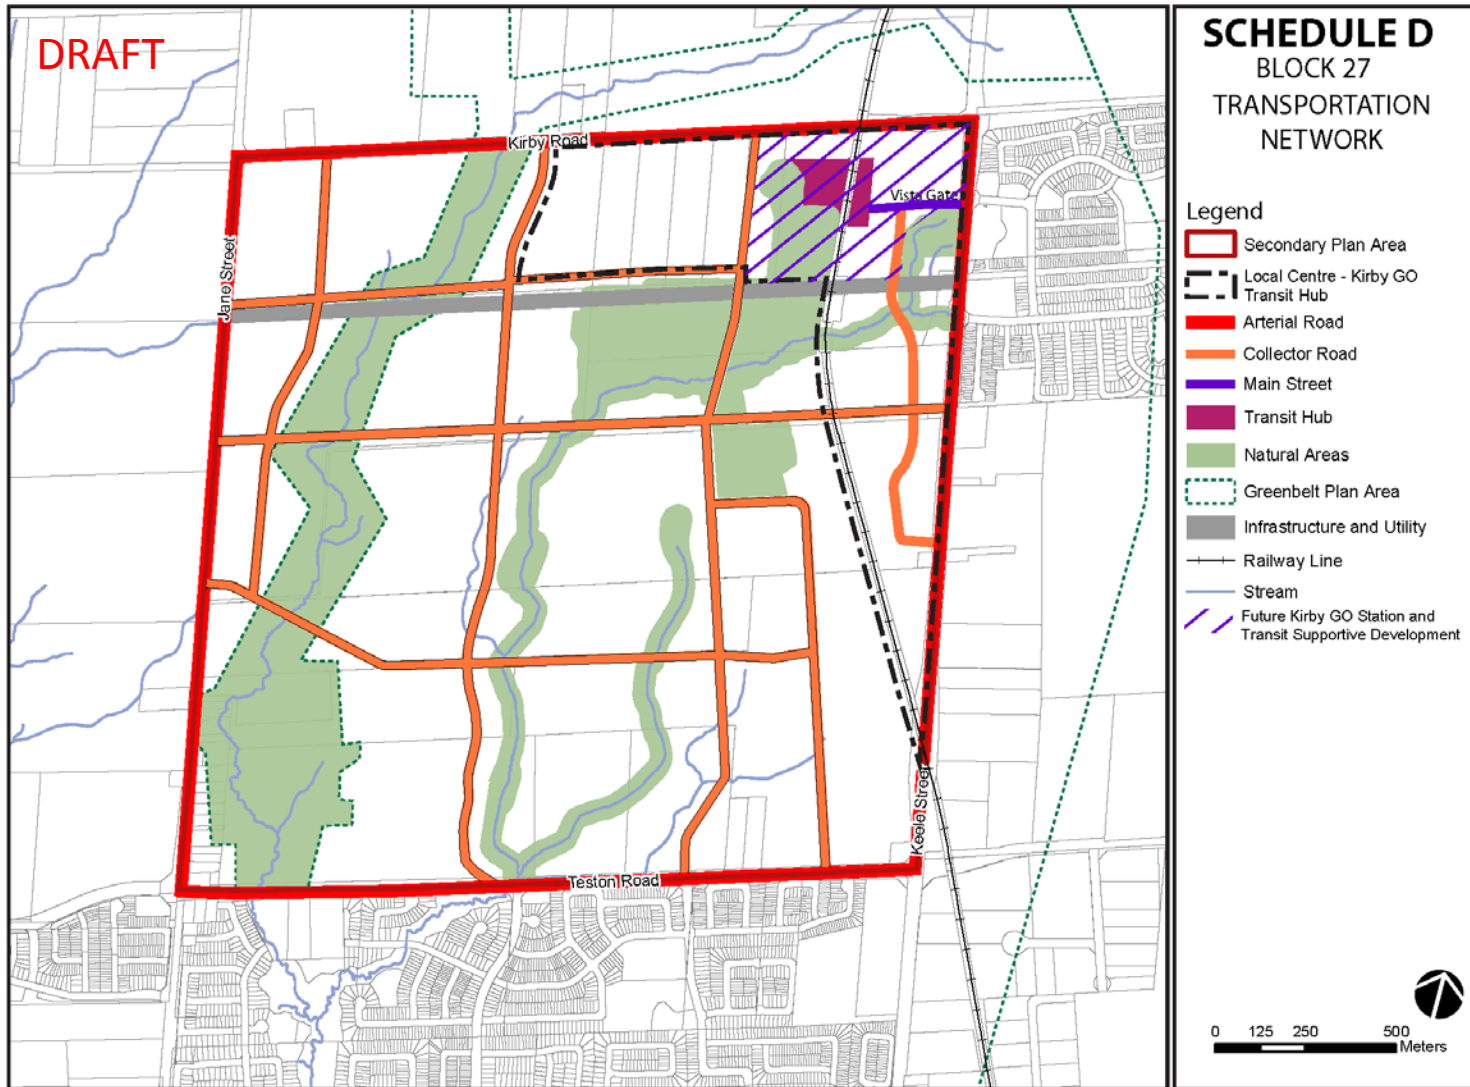 DRAFT
Kirby Road
Jane Street
Vista Gate
Keele Street
Teston Road
SCHEDULE D
BLOCK 27
TRANSPORTATION
NETWORK
Legend
Secondary Plan Area
Local Centre - Kirby GO
Transit Hub
Arterial Road
Collector Road
Main Street
Transit Hub
Natural Areas
Greenbelt Plan Area
Infrastructure and Utility
Railway Line
Stream
Future Kirby GO Station and
Transit Supportive Development
0 125 250 500
Meters